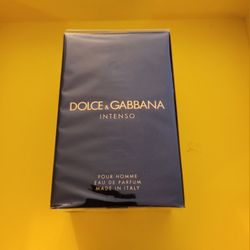 DOLCE & GABBANA
INTENSO
POUR HOMME
EAU DE PARFUM
MADE IN ITALY